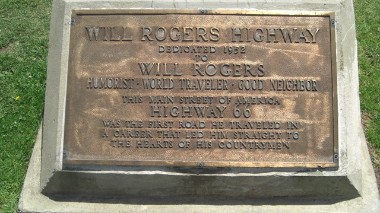 WILL ROGERS HIGHWAY
DEDICATED 1952
TO
WILL ROGERS
HUMORIST · WORLD TRAVELER · GOOD NEIGHBOR
THIS MAIN STREET OF AMERICA
HIGHWAY 66
WAS THE FIRST ROAD HE TRAVELED IN
A CAREER THAT LED HIM STRAIGHT TO
THE HEARTS OF HIS COUNTRYMEN